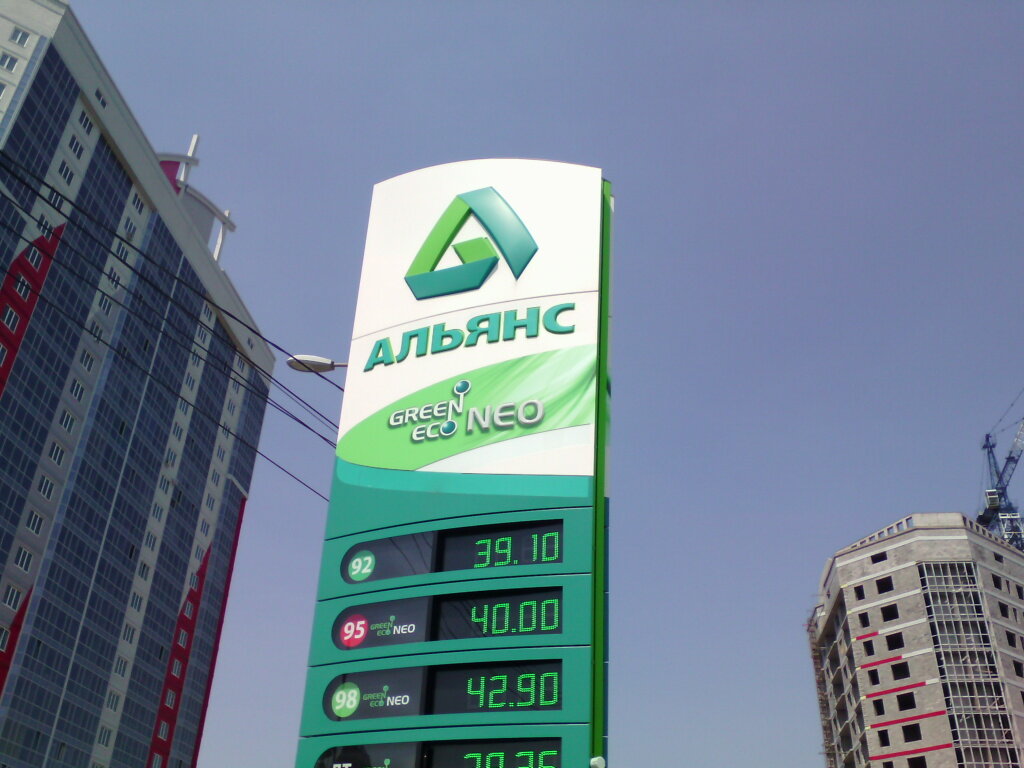 АЛЬЯНС
GREEN
ECO NEO
92 39.10
95 GREEN ECO NEO 40.00
98 GREEN ECO NEO 42.90